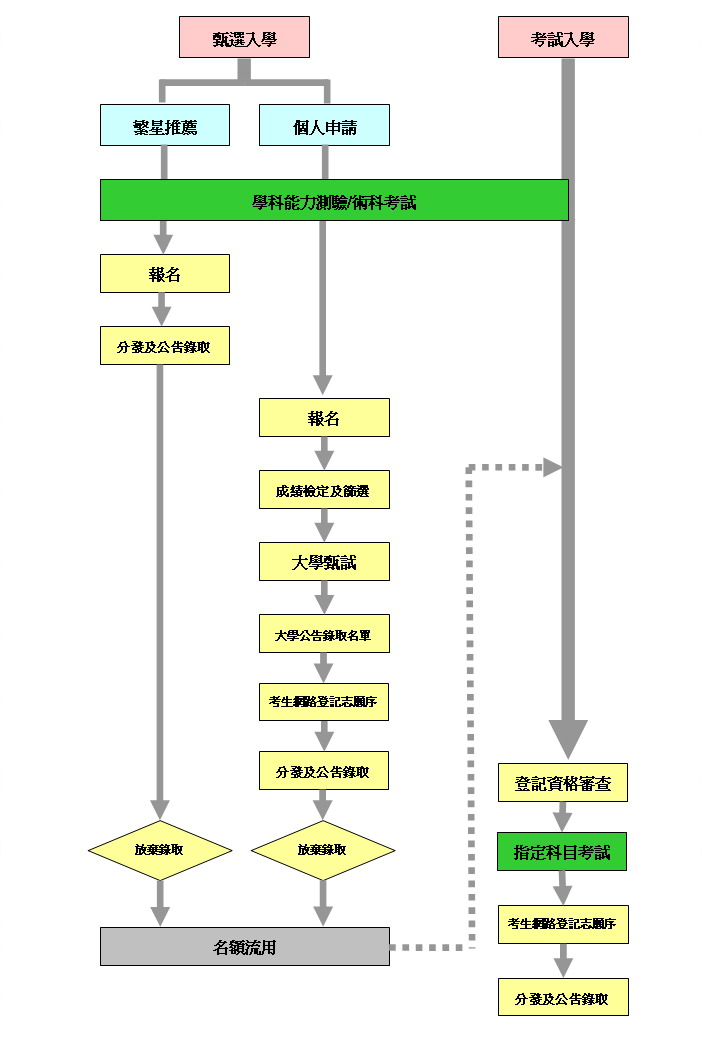 甄選入學
考試入學
繁星推薦
個人申請
學科能力測驗/術科考試
報名
分發及公告錄取
報名
成績檢定及篩選
大學甄試
大學公告錄取名單
考生網路登記志願序
分發及公告錄取
放棄錄取
放棄錄取
名額流用
登記資格審查
指定科目考試
考生網路登記志願序
分發及公告錄取